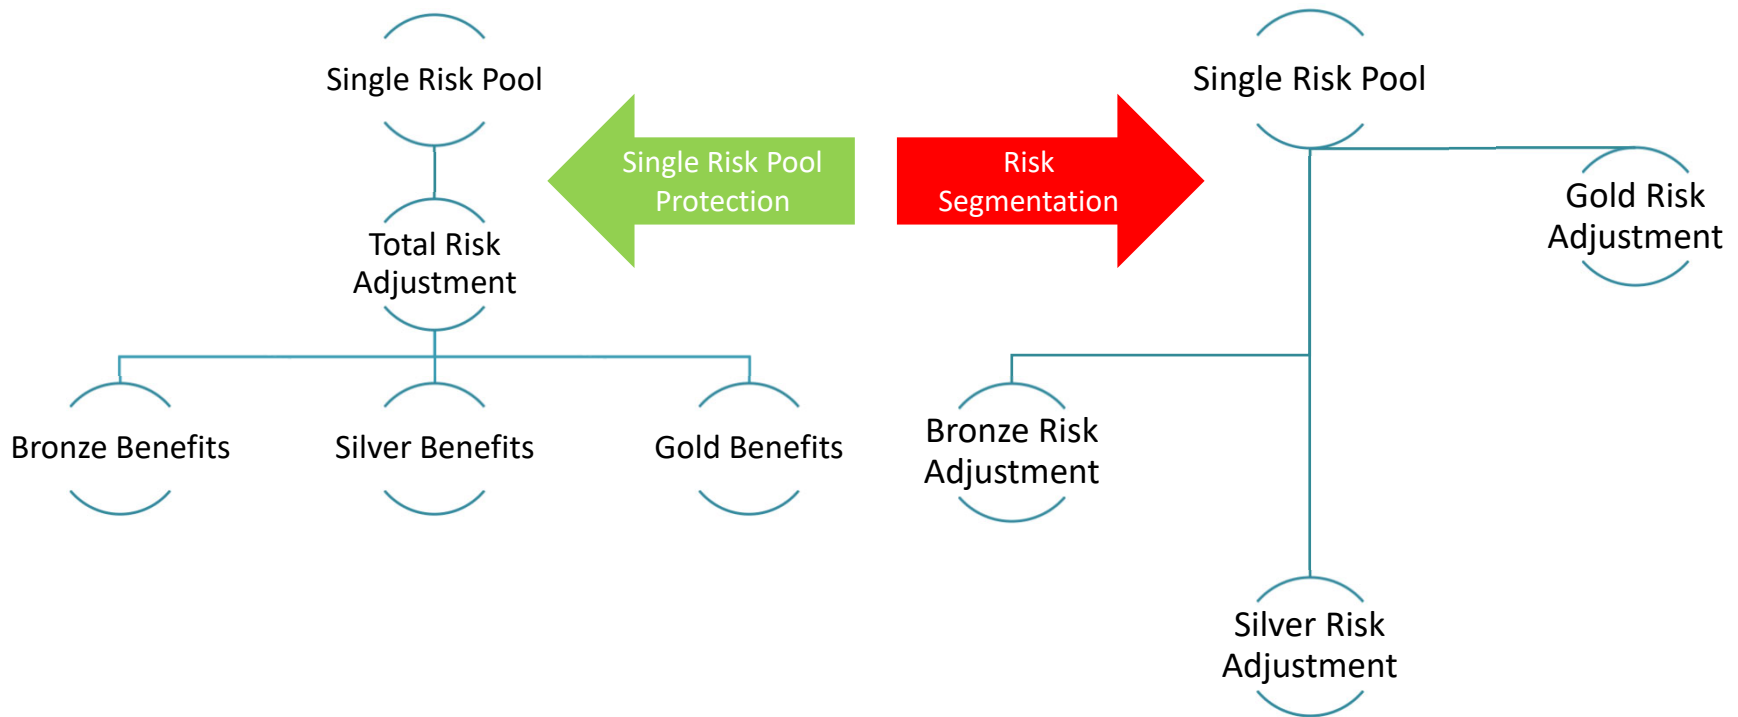 Single Risk Pool
Single Risk Pool Protection
Total Risk
Adjustment
Bronze Benefits
Silver Benefits
Gold Benefits
Risk
Segmentation
Single Risk Pool
Gold Risk
Adjustment
Bronze Risk
Adjustment
Silver Risk
Adjustment